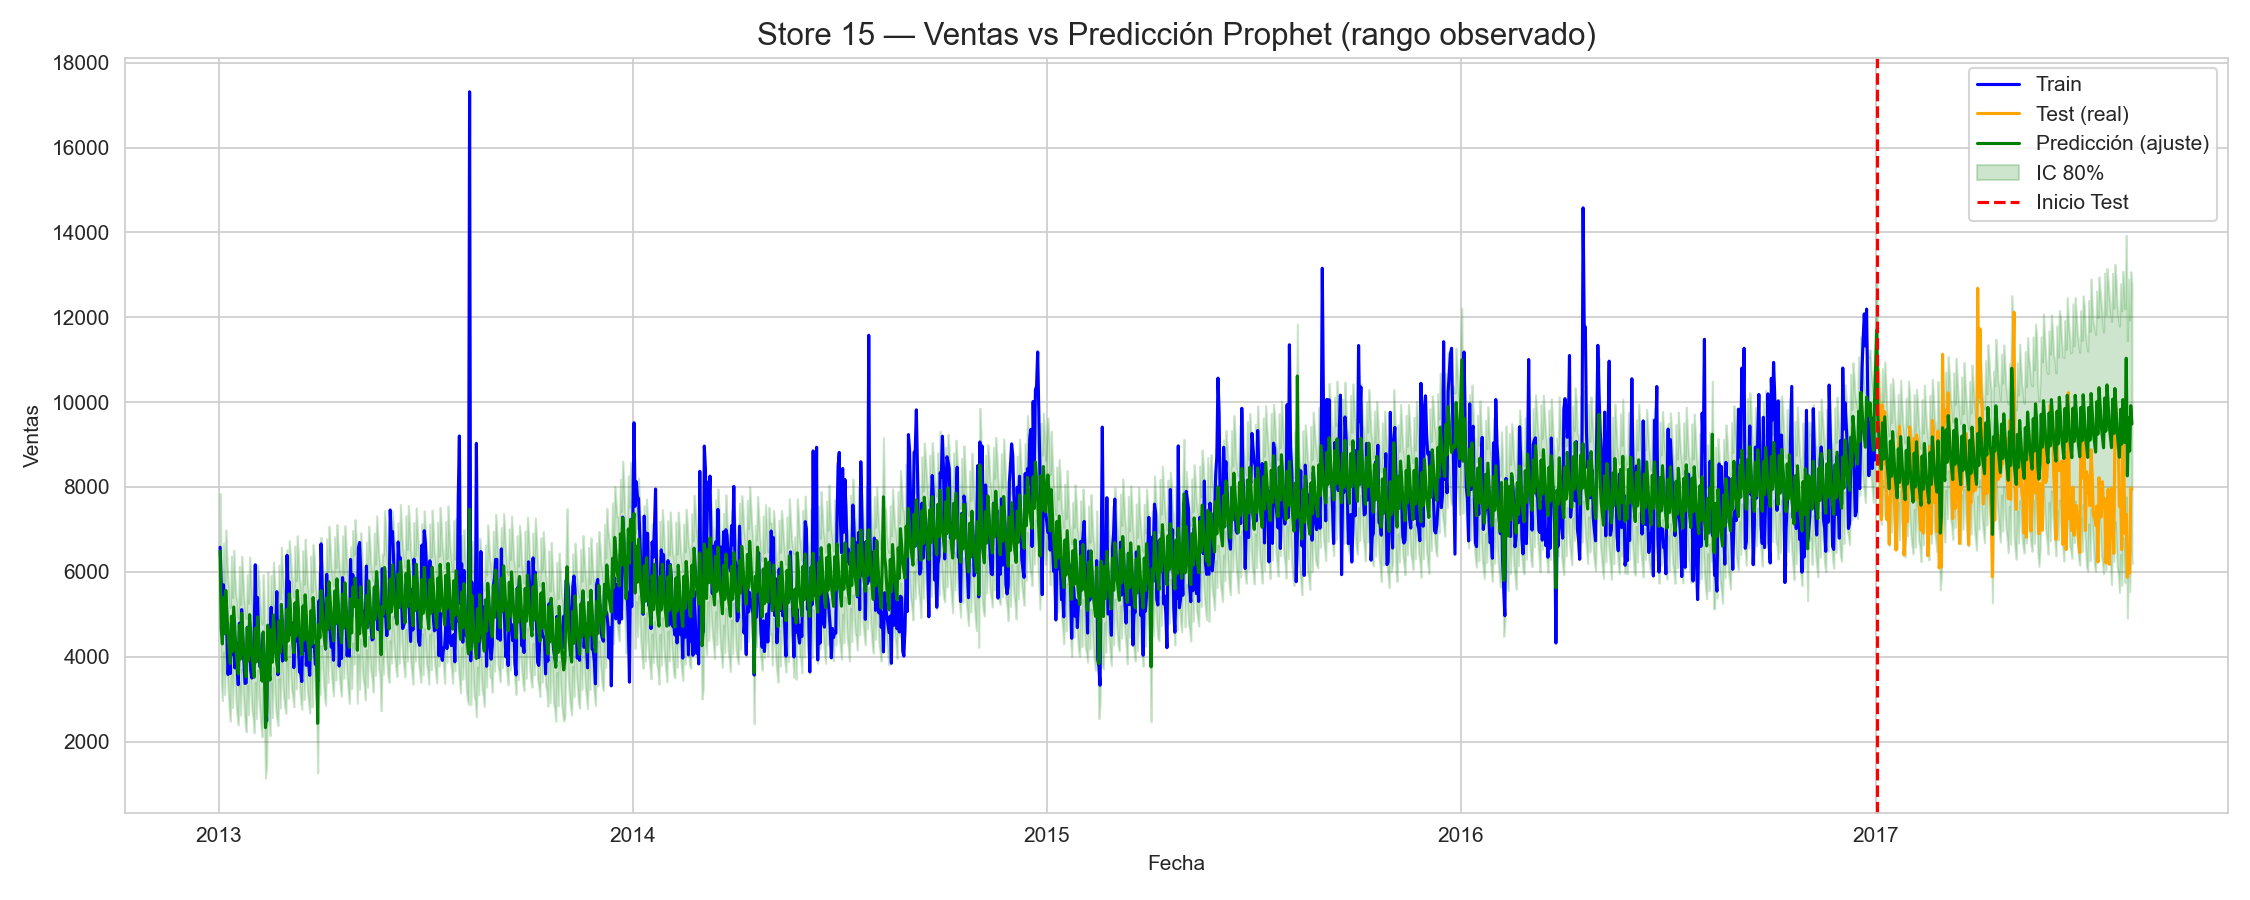 Store 15 — Ventas vs Predicción Prophet (rango observado)
18000
16000
14000
12000
10000
8000
6000
4000
2000
Ventas
Train
Test (real)
Predicción (ajuste)
IC 80%
Inicio Test
2013
2014
2015
2016
2017
Fecha